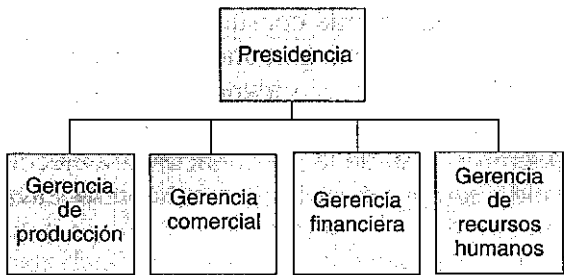 Presidencia
Gerencia
de
producción
Gerencia
comercial
Gerencia
financiera
Gerencia
de
recursos
humanos